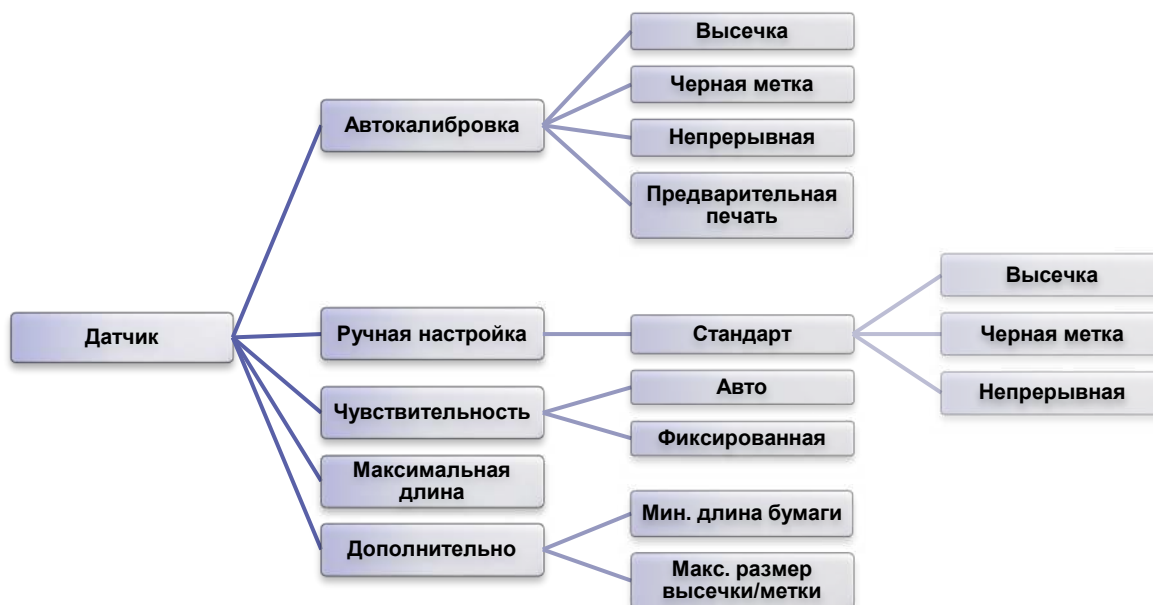 Высечка
Черная метка
Автокалибровка
Непрерывная
Предварительная
печать
Высечка
Датчик
Ручная настройка
Стандарт
Черная метка
Непрерывная
Авто
Чувствительность
Фиксированная
Максимальная
длина
Мин. длина бумаги
Дополнительно
Макс. размер
высечки/метки